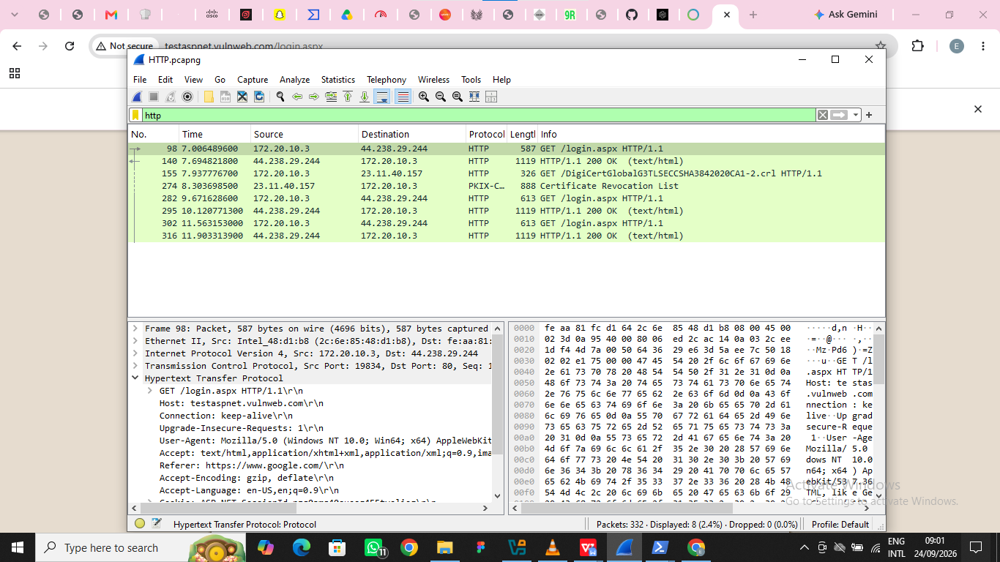 Ask Gemini
Not secure testaspnet.vulnweb.com/login.aspx
E
HTTP.pcapng
File Edit View Go Capture Analyze Statistics Telephony Wireless Tools Help
http
No. Time Source Destination Protocol Lengtl Info
98 7.006489600 172.20.10.3 44.238.29.244 HTTP 587 GET /login.aspx HTTP/1.1
140 7.694821800 44.238.29.244 172.20.10.3 HTTP 1119 HTTP/1.1 200 OK (text/html)
155 7.937776700 172.20.10.3 23.11.40.157 HTTP 326 GET /DigiCertGlobalG3TLSECCSHA3842020CA1-2.crl HTTP/1.1
274 8.303698500 23.11.40.157 172.20.10.3 PKIX-C… 888 Certificate Revocation List
282 9.671628600 172.20.10.3 44.238.29.244 HTTP 613 GET /login.aspx HTTP/1.1
295 10.120771300 44.238.29.244 172.20.10.3 HTTP 1119 HTTP/1.1 200 OK (text/html)
302 11.563153000 172.20.10.3 44.238.29.244 HTTP 613 GET /login.aspx HTTP/1.1
316 11.903313900 44.238.29.244 172.20.10.3 HTTP 1119 HTTP/1.1 200 OK (text/html)
Frame 98: Packet, 587 bytes on wire (4696 bits), 587 bytes captured
Ethernet II, Src: Intel_48:d1:b8 (2c:6e:85:48:d1:b8), Dst: fe:aa:81:
Internet Protocol Version 4, Src: 172.20.10.3, Dst: 44.238.29.244
Transmission Control Protocol, Src Port: 19834, Dst Port: 80, Seq: 1
Hypertext Transfer Protocol
GET /login.aspx HTTP/1.1\r\n
Host: testaspnet.vulnweb.com\r\n
Connection: keep-alive\r\n
Upgrade-Insecure-Requests: 1\r\n
User-Agent: Mozilla/5.0 (Windows NT 10.0; Win64; x64) AppleWebKit
Accept: text/html,application/xhtml+xml,application/xml;q=0.9,ima
Referer: https://www.google.com/\r\n
Accept-Encoding: gzip, deflate\r\n
Accept-Language: en-US,en;q=0.9\r\n
0000 fe aa 81 fc d1 64 2c 6e 85 48 d1 b8 08 00 45 00 ·····d,n ·H····E·
0010 02 3d 0a 95 40 00 80 06 ed 2c ac 14 0a 03 2c ee ·=··@··· ·,····,·
0020 1d f4 4d 7a 00 50 64 36 29 e6 3d 5a ee 7c 50 18 ··Mz·Pd6 )·=Z·|P·
0030 02 02 e1 75 00 00 47 45 54 20 2f 6c 6f 67 69 6e ···u··GE T /login
0040 2e 61 73 70 78 20 48 54 54 50 2f 31 2e 31 0d 0a .aspx HT TP/1.1··
0050 48 6f 73 74 3a 20 74 65 73 74 61 73 70 6e 65 74 Host: te staspnet
0060 2e 76 75 6c 6e 77 65 62 2e 63 6f 6d 0d 0a 43 6f .vulnweb .com··Co
0070 6e 6e 65 63 74 69 6f 6e 3a 20 6b 65 65 70 2d 61 nnection : keep-a
0080 6c 69 76 65 0d 0a 55 70 67 72 61 64 65 2d 49 6e live··Up grade-In
0090 73 65 63 75 72 65 2d 52 65 71 75 65 73 74 73 3a secure-R equests:
00a0 20 31 0d 0a 55 73 65 72 2d 41 67 65 6e 74 3a 20 1··User -Agent:
00b0 4d 6f 7a 69 6c 6c 61 2f 35 2e 30 20 28 57 69 6e Mozilla/ 5.0 (Win
00c0 64 6f 77 73 20 4e 54 20 31 30 2e 30 3b 20 57 69 dows NT 10.0; Wi
00d0 6e 36 34 3b 20 78 36 34 29 20 41 70 70 6c 65 57 n64; x64 ) AppleW
00e0 65 62 4b 69 74 2f 35 33 37 2e 33 36 20 28 4b 48 ebKit/53 7.36 (KH
00f0 54 4d 4c 2c 20 6c 69 6b 65 20 47 65 63 6b 6f 29 TML, lik e Gecko)
Activate Windows
Go to Settings to activate Windows.
Hypertext Transfer Protocol: Protocol Packets: 332 · Displayed: 8 (2.4%) · Dropped: 0 (0.0%) Profile: Default
Type here to search
11
ENG
INTL
09:01
24/09/2026